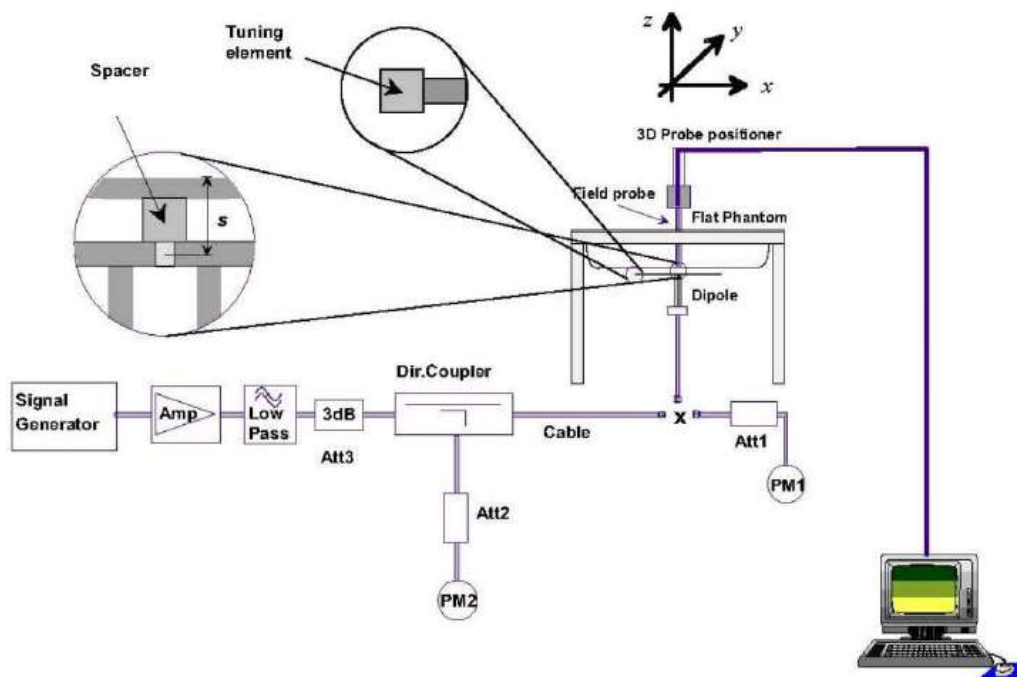 Tuning
element
Spacer
s
z
y
x
3D Probe positioner
Field probe
Flat Phantom
Dipole
Signal
Generator
Amp
Low
Pass
3dB
Att3
Dir.Coupler
Cable
x
Att1
PM1
Att2
PM2